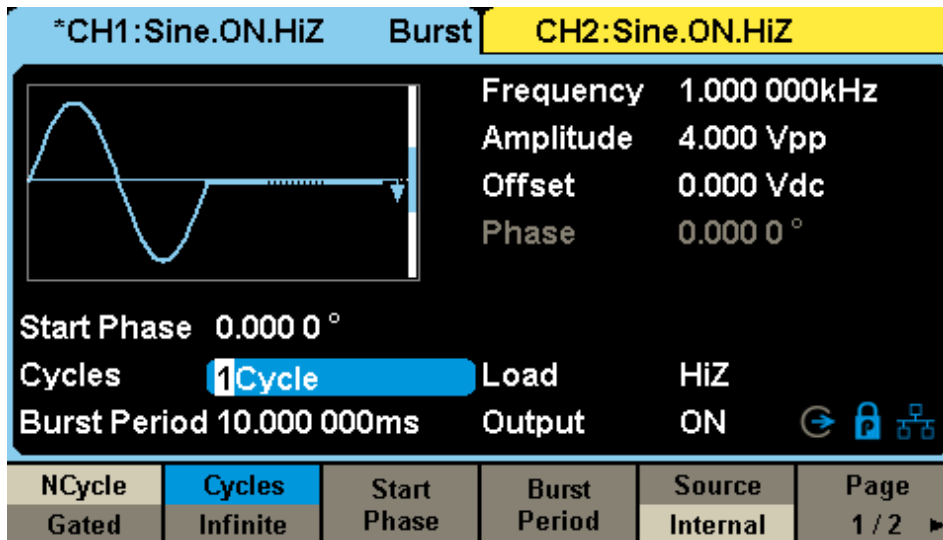 *CH1:Sine.ON.HiZ Burst CH2:Sine.ON.HiZ
Frequency 1.000 000kHz
Amplitude 4.000 Vpp
Offset 0.000 Vdc
Phase 0.000 0 °
Start Phase 0.000 0 °
Cycles 1Cycle Load HiZ
Burst Period 10.000 000ms Output ON P
NCycle Cycles Start Burst Source Page
Gated Infinite Phase Period Internal 1 / 2